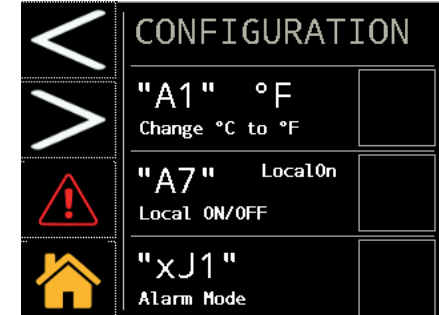 CONFIGURATION
"A1" °F
Change °C to °F
"A7" LocalOn
Local ON/OFF
"xJ1"
Alarm Mode